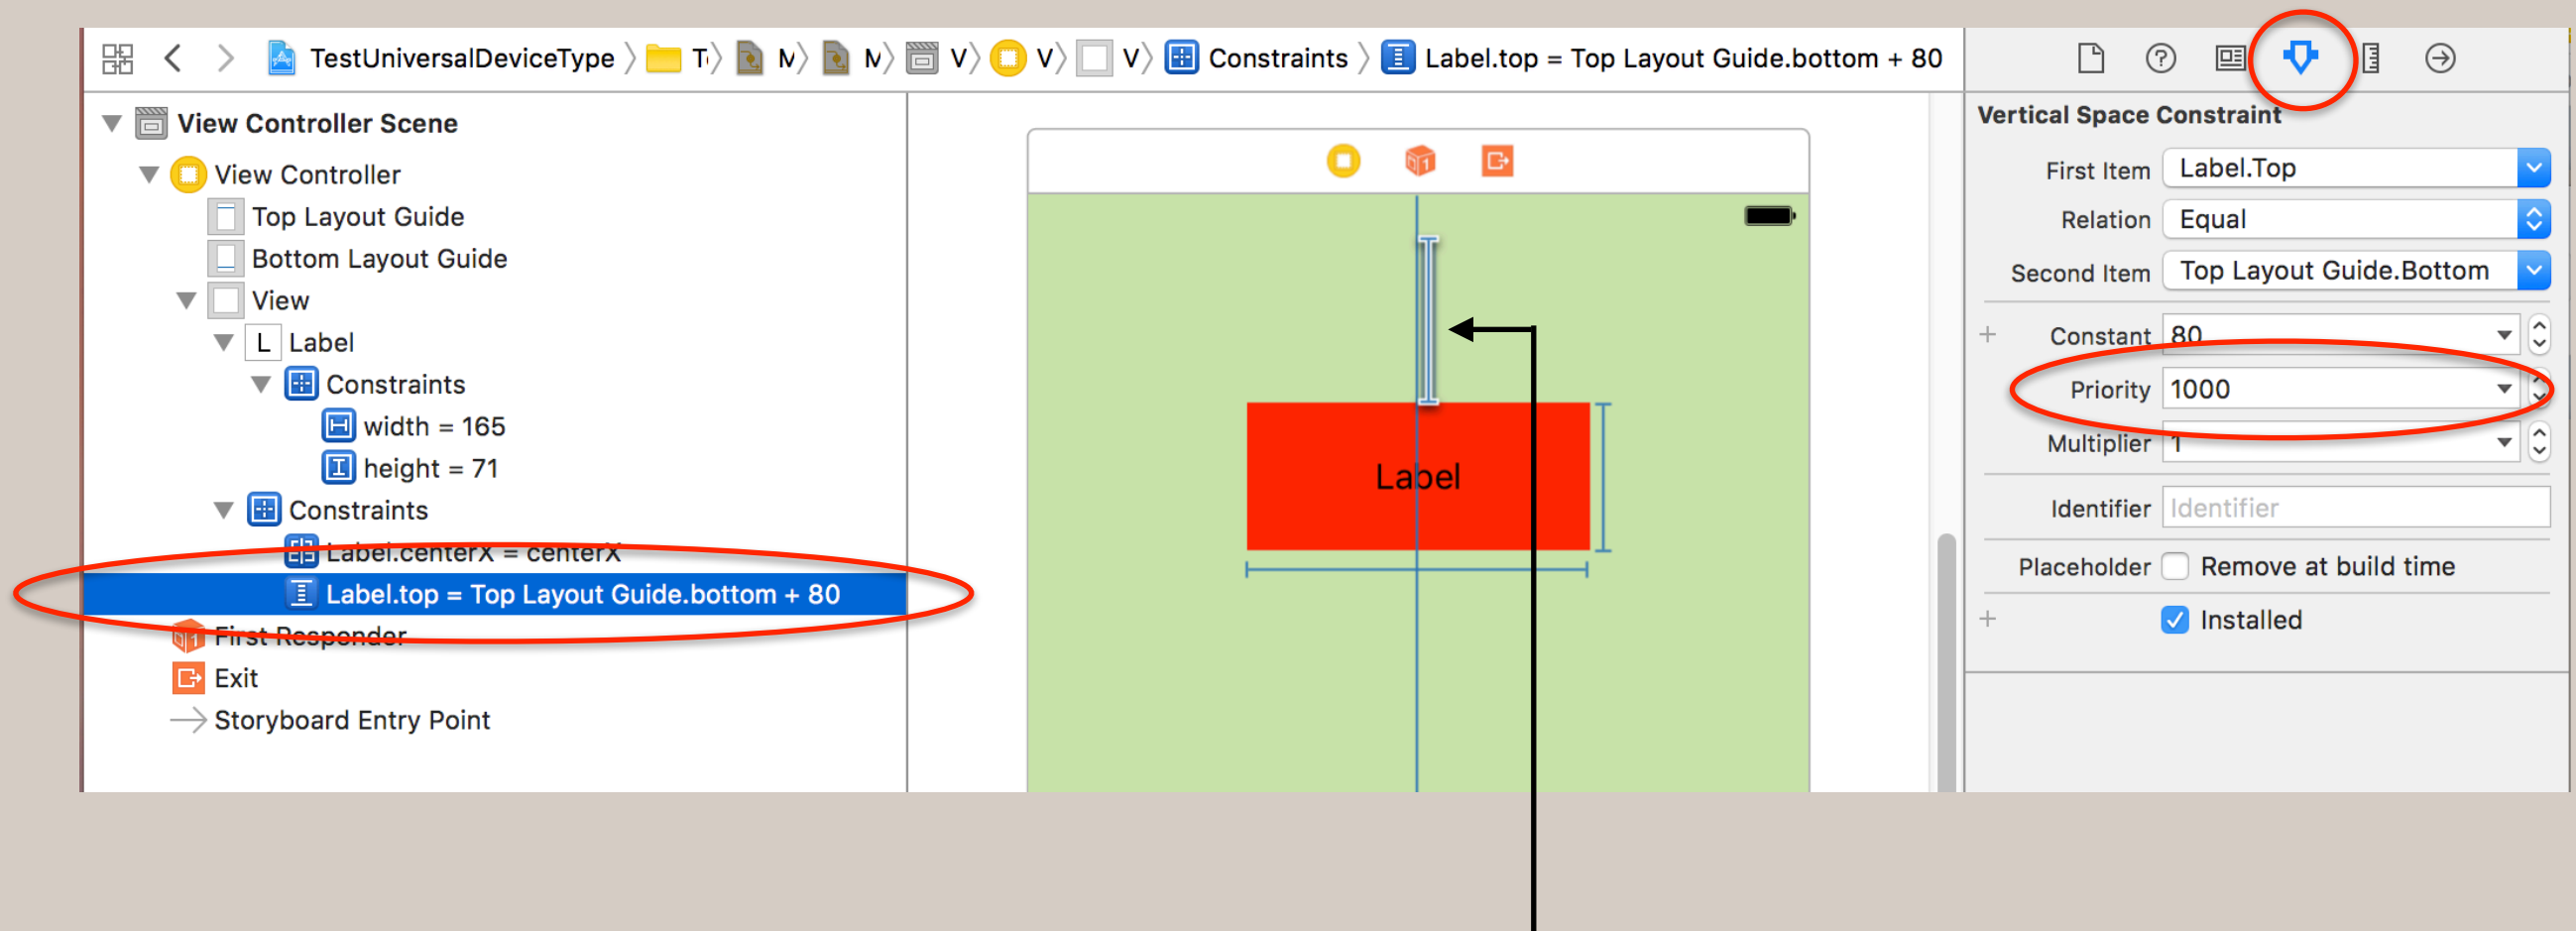 TestUniversalDeviceType T M M V V V Constraints Label.top = Top Layout Guide.bottom + 80
View Controller Scene
View Controller
Top Layout Guide
Bottom Layout Guide
View
L Label
Constraints
width = 165
height = 71
Constraints
Label.centerX = centerX
Label.top = Top Layout Guide.bottom + 80
First Responder
Exit
Storyboard Entry Point
Label
Vertical Space Constraint
First Item Label.Top
Relation Equal
Second Item Top Layout Guide.Bottom
Constant 80
Priority 1000
Multiplier 1
Identifier Identifier
Placeholder Remove at build time
Installed